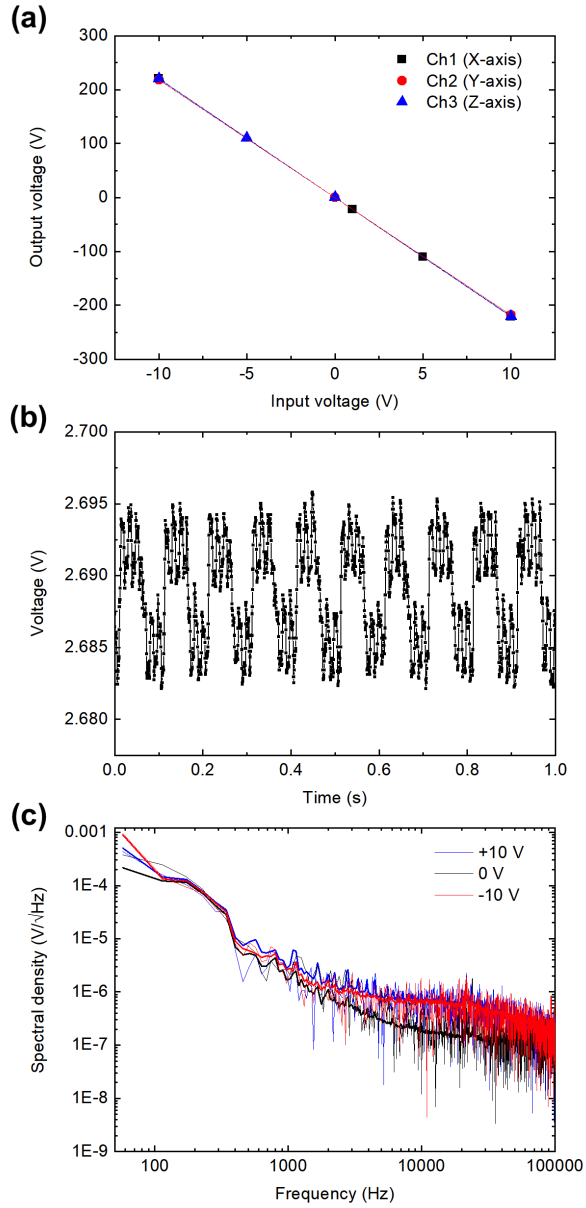 (a)
300
200
100
0
-100
-200
-300
Output voltage (V)
Ch1 (X-axis)
Ch2 (Y-axis)
Ch3 (Z-axis)
-10
-5
0
5
10
Input voltage (V)
(b)
2.700
2.695
2.690
2.685
2.680
Voltage (V)
0.0
0.2
0.4
0.6
0.8
1.0
Time (s)
(c)
0.001
1E-4
1E-5
1E-6
1E-7
1E-8
1E-9
Spectral density (V/√Hz)
+10 V
0 V
-10 V
100
1000
10000
100000
Frequency (Hz)